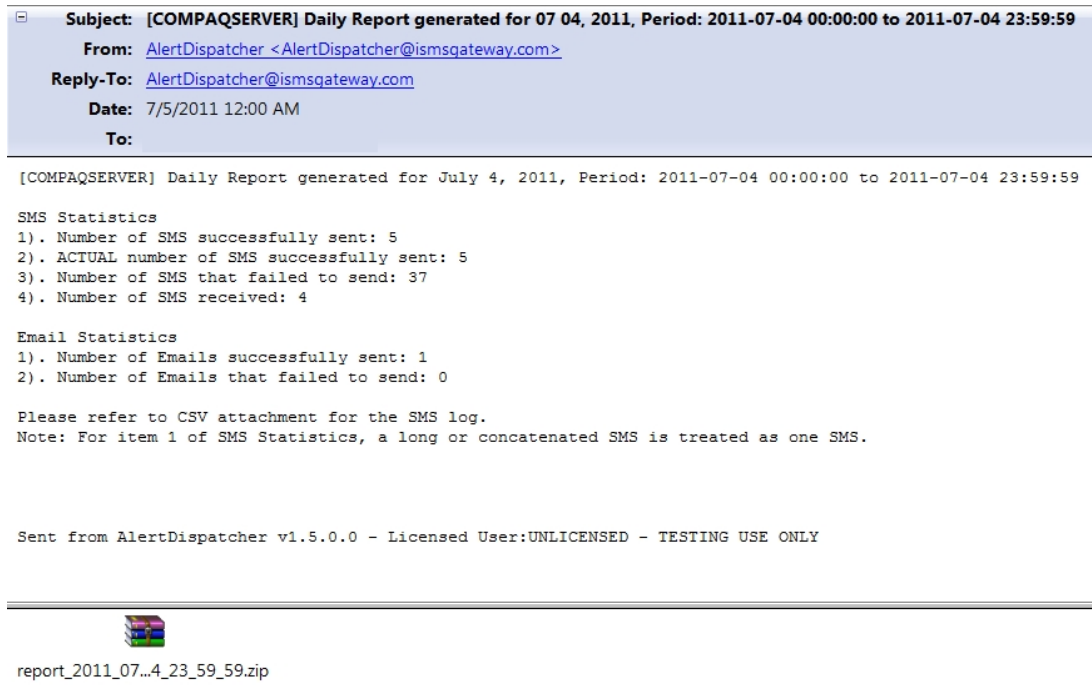 Subject: [COMPAQSERVER] Daily Report generated for 07 04, 2011, Period: 2011-07-04 00:00:00 to 2011-07-04 23:59:59
From: AlertDispatcher <AlertDispatcher@ismsgateway.com>
Reply-To: AlertDispatcher@ismsgateway.com
Date: 7/5/2011 12:00 AM
To:
[COMPAQSERVER] Daily Report generated for July 4, 2011, Period: 2011-07-04 00:00:00 to 2011-07-04 23:59:59
SMS Statistics
1). Number of SMS successfully sent: 5
2). ACTUAL number of SMS successfully sent: 5
3). Number of SMS that failed to send: 37
4). Number of SMS received: 4
Email Statistics
1). Number of Emails successfully sent: 1
2). Number of Emails that failed to send: 0
Please refer to CSV attachment for the SMS log.
Note: For item 1 of SMS Statistics, a long or concatenated SMS is treated as one SMS.
Sent from AlertDispatcher v1.5.0.0 - Licensed User:UNLICENSED - TESTING USE ONLY
report_2011_07...4_23_59_59.zip